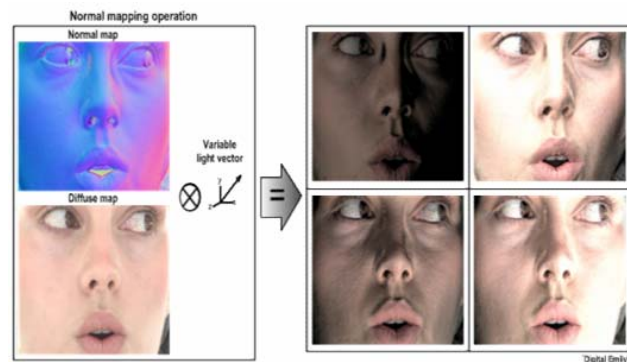 Normal mapping operation
Normal map
Variable
light vector
Diffuse map
y
z
=
*Digital Emily